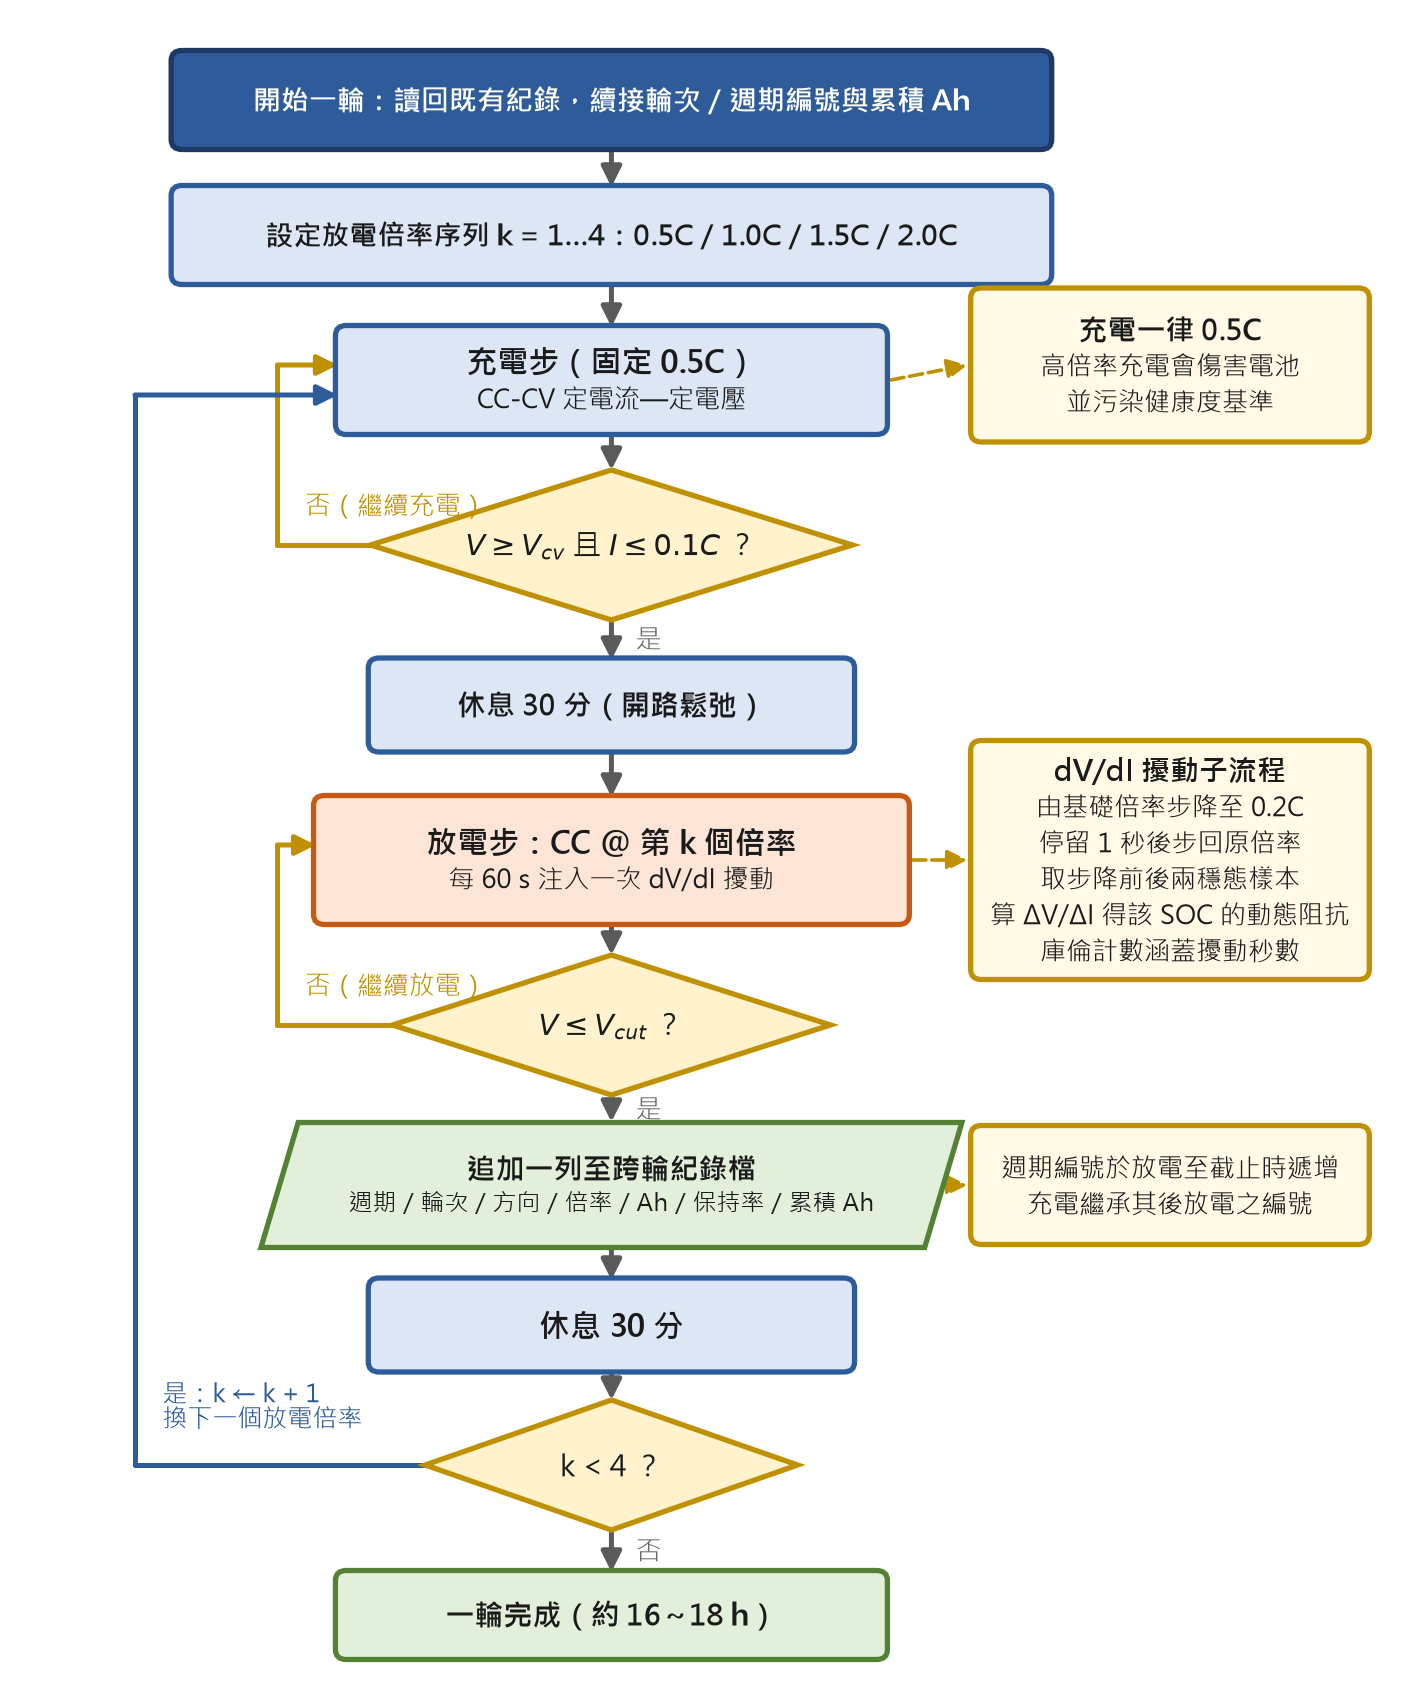 開始一輪：讀回既有紀錄，續接輪次 / 週期編號與累積 Ah
設定放電倍率序列 k = 1…4：0.5C / 1.0C / 1.5C / 2.0C
充電步（固定 0.5C）
CC-CV 定電流—定電壓
充電一律 0.5C
高倍率充電會傷害電池
並污染健康度基準
否（繼續充電）
V ≥ V_cv 且 I ≤ 0.1C ？
是
休息 30 分（開路鬆弛）
放電步：CC @ 第 k 個倍率
每 60 s 注入一次 dV/dI 擾動
dV/dI 擾動子流程
由基礎倍率步降至 0.2C
停留 1 秒後步回原倍率
取步降前後兩穩態樣本
算 ΔV/ΔI 得該 SOC 的動態阻抗
庫倫計數涵蓋擾動秒數
否（繼續放電）
V ≤ V_cut ？
是
追加一列至跨輪紀錄檔
週期 / 輪次 / 方向 / 倍率 / Ah / 保持率 / 累積 Ah
週期編號於放電至截止時遞增
充電繼承其後放電之編號
休息 30 分
是：k ← k + 1
換下一個放電倍率
k < 4 ？
否
一輪完成（約 16～18 h）